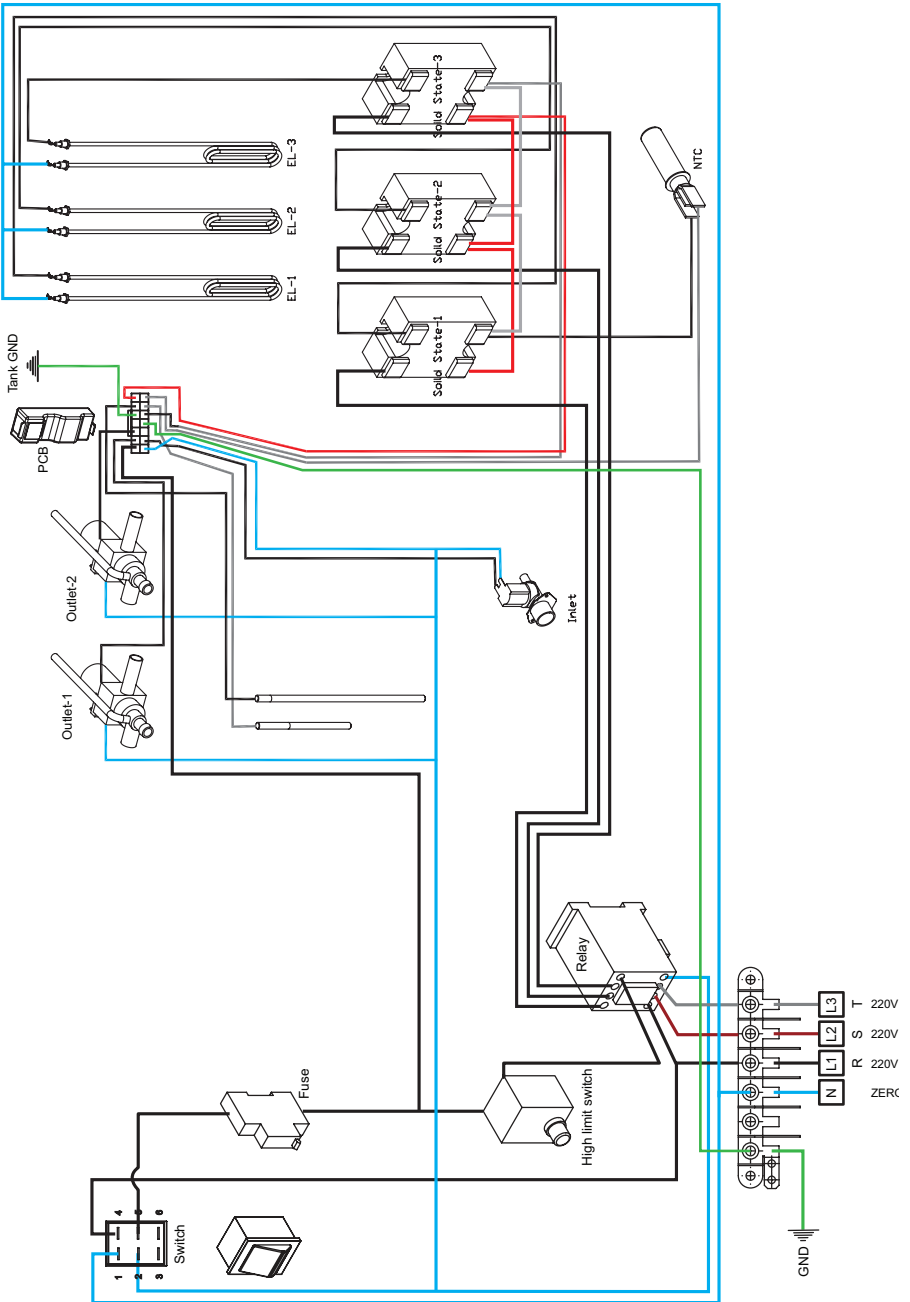 Tank GND
PCB
Outlet-2
Outlet-1
EL-3
EL-2
EL-1
Solid State-3
Solid State-2
Solid State-1
NTC
Inlet
Relay
Fuse
High limit switch
Switch
4
5
6
1
2
3
L3 T 220V
L2 S 220V
L1 R 220V
N ZERO
GND